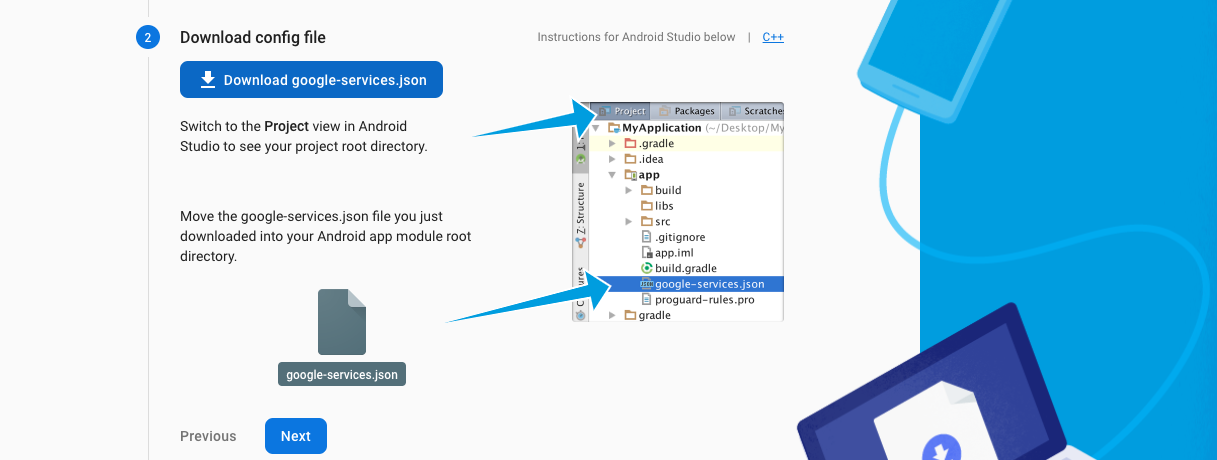 2
Download config file
Instructions for Android Studio below | C++
Download google-services.json
Switch to the Project view in Android
Studio to see your project root directory.
Move the google-services.json file you just
downloaded into your Android app module root
directory.
google-services.json
Project Packages
MyApplication (~/Desktop/My
.gradle
.idea
app
build
libs
src
.gitignore
app.iml
build.gradle
google-services.json
proguard-rules.pro
gradle
Z: Structure
Previous
Next